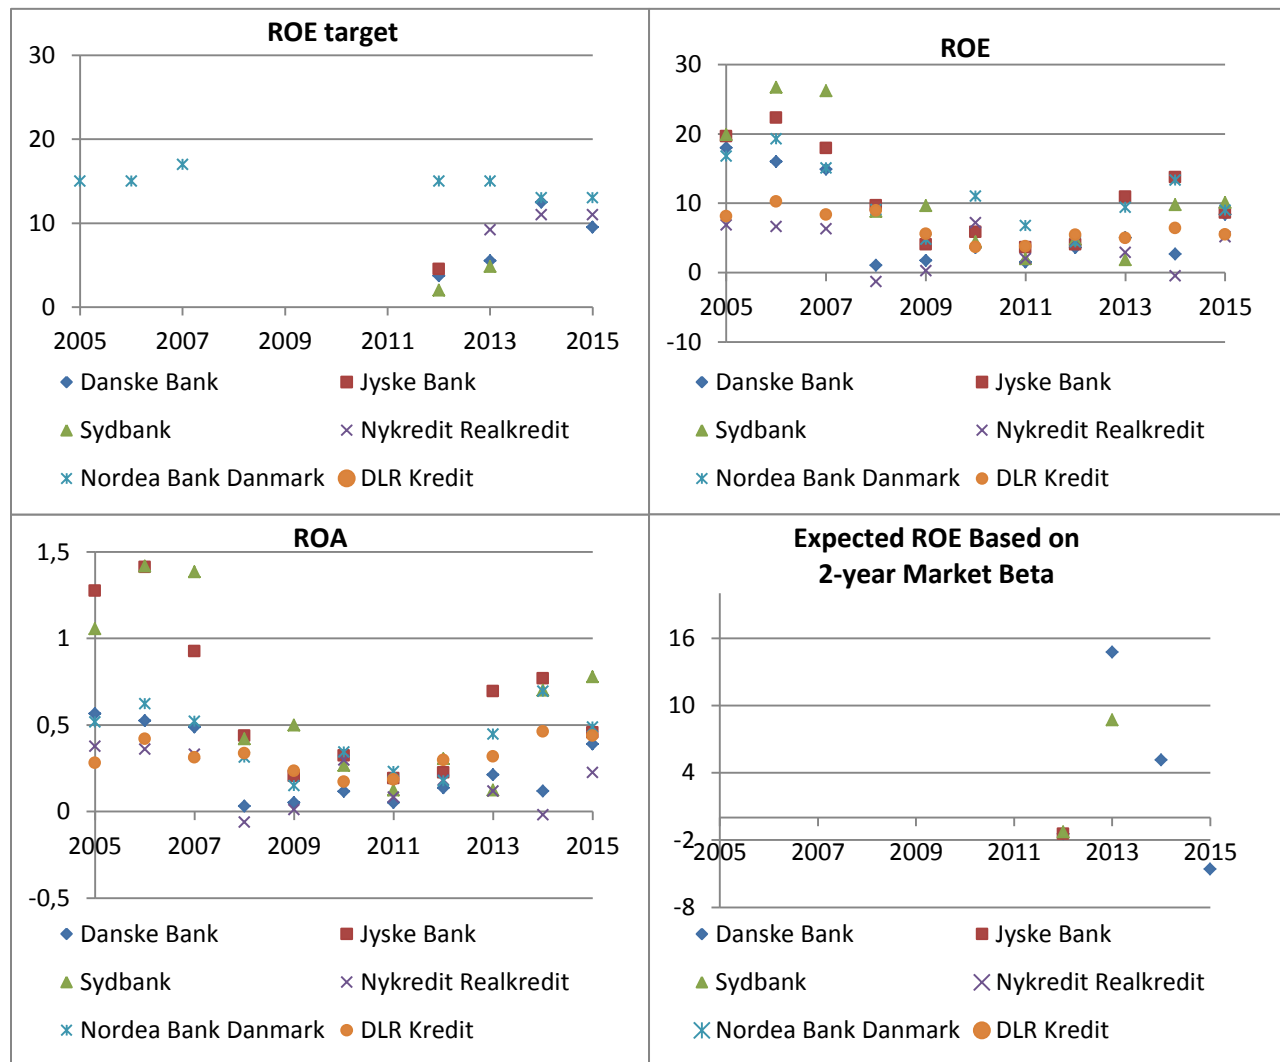 ROE target
30
20
10
0
2005 2007 2009 2011 2013 2015
Danske Bank Jyske Bank
Sydbank Nykredit Realkredit
Nordea Bank Danmark DLR Kredit
ROE
30
20
10
0
-10
2005 2007 2009 2011 2013 2015
Danske Bank Jyske Bank
Sydbank Nykredit Realkredit
Nordea Bank Danmark DLR Kredit
ROA
1,5
1
0,5
0
-0,5
2005 2007 2009 2011 2013 2015
Danske Bank Jyske Bank
Sydbank Nykredit Realkredit
Nordea Bank Danmark DLR Kredit
Expected ROE Based on
2-year Market Beta
16
10
4
-2
-8
2005 2007 2009 2011 2013 2015
Danske Bank Jyske Bank
Sydbank Nykredit Realkredit
Nordea Bank Danmark DLR Kredit